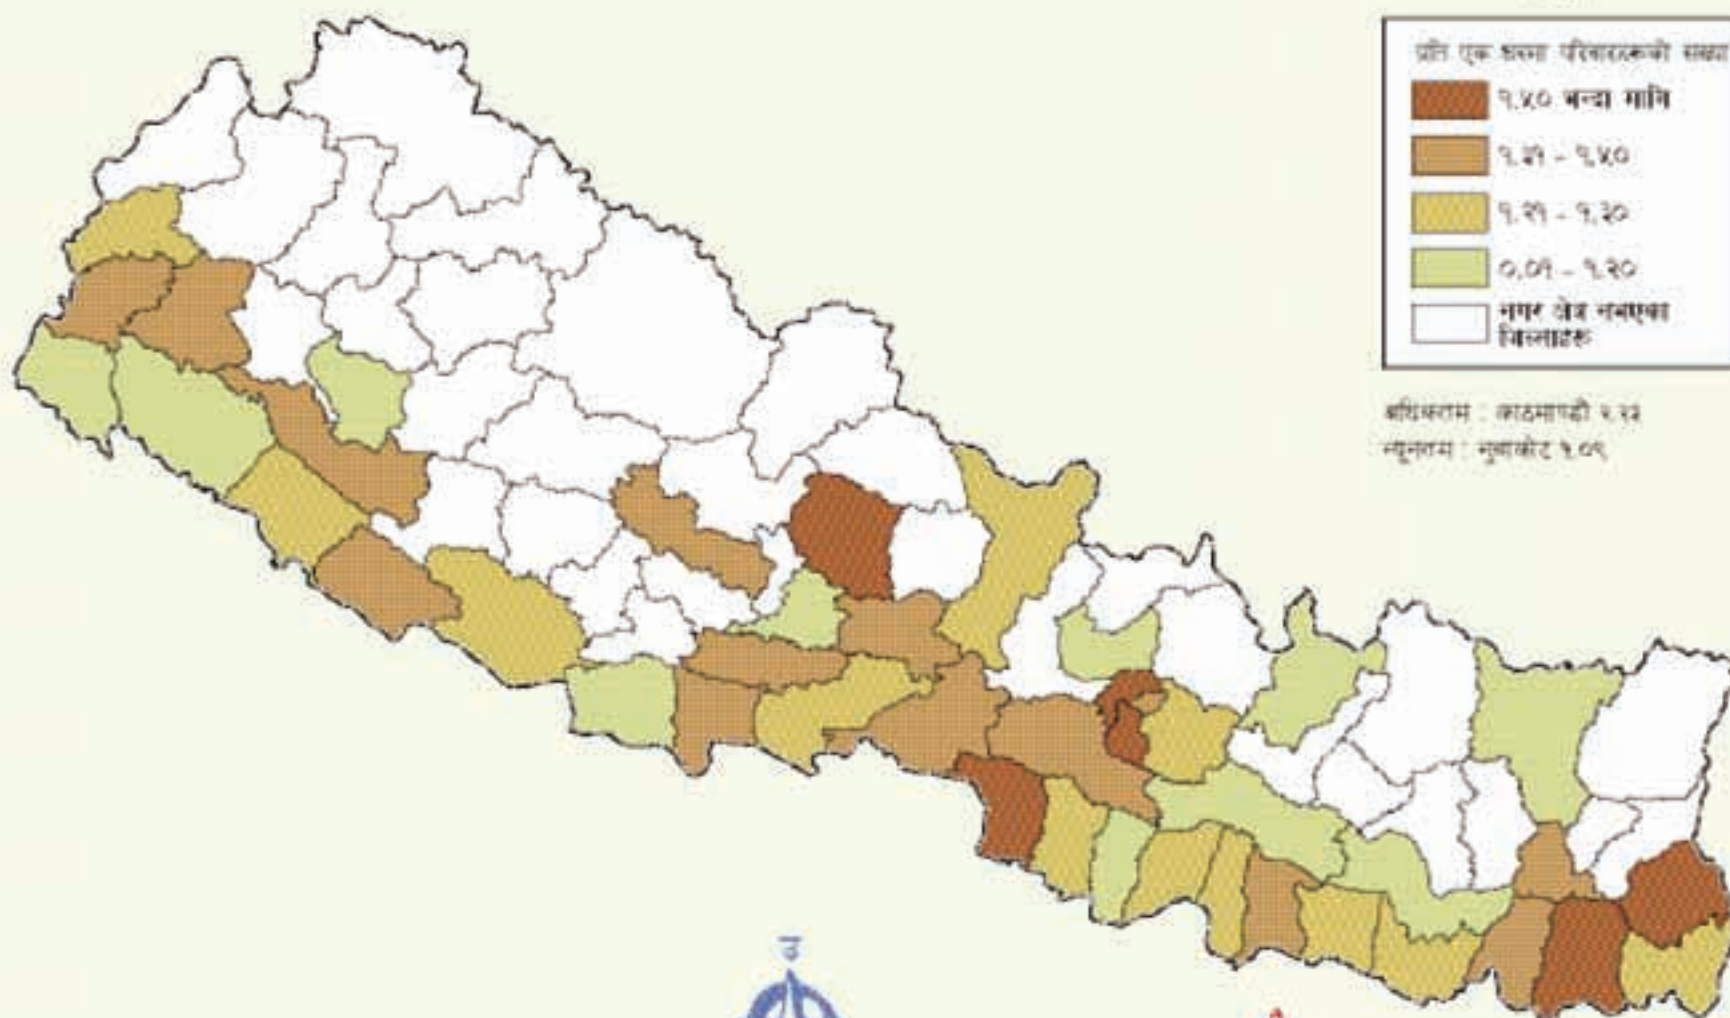 प्रति एक घरमा परिवारहरूको संख्या
१.५० भन्दा माथि
१.३१ - १.५०
१.२१ - १.३०
०.०१ - १.२०
नगर क्षेत्र नभएका
जिल्लाहरू
अधिकतम : काठमाण्डौ २.२३
न्यूनतम : नुवाकोट १.०९
उ